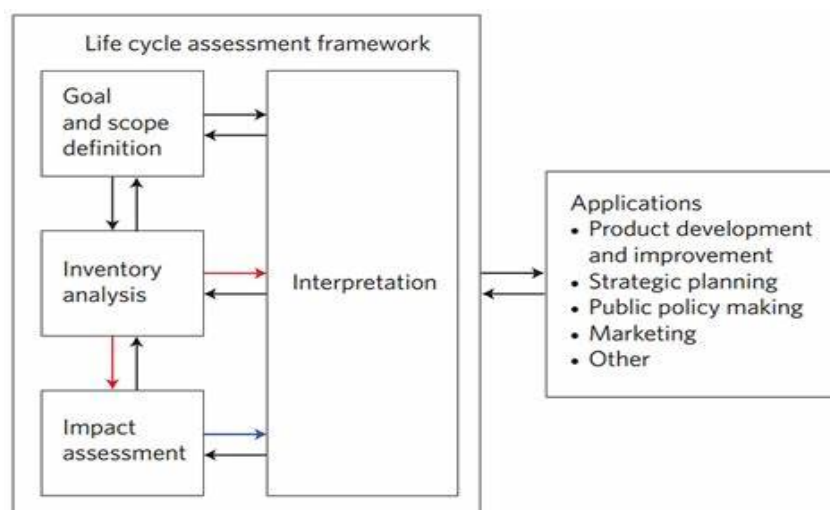 Life cycle assessment framework
Goal
and scope
definition
Inventory
analysis
Impact
assessment
Interpretation
Applications
• Product development
and improvement
• Strategic planning
• Public policy making
• Marketing
• Other